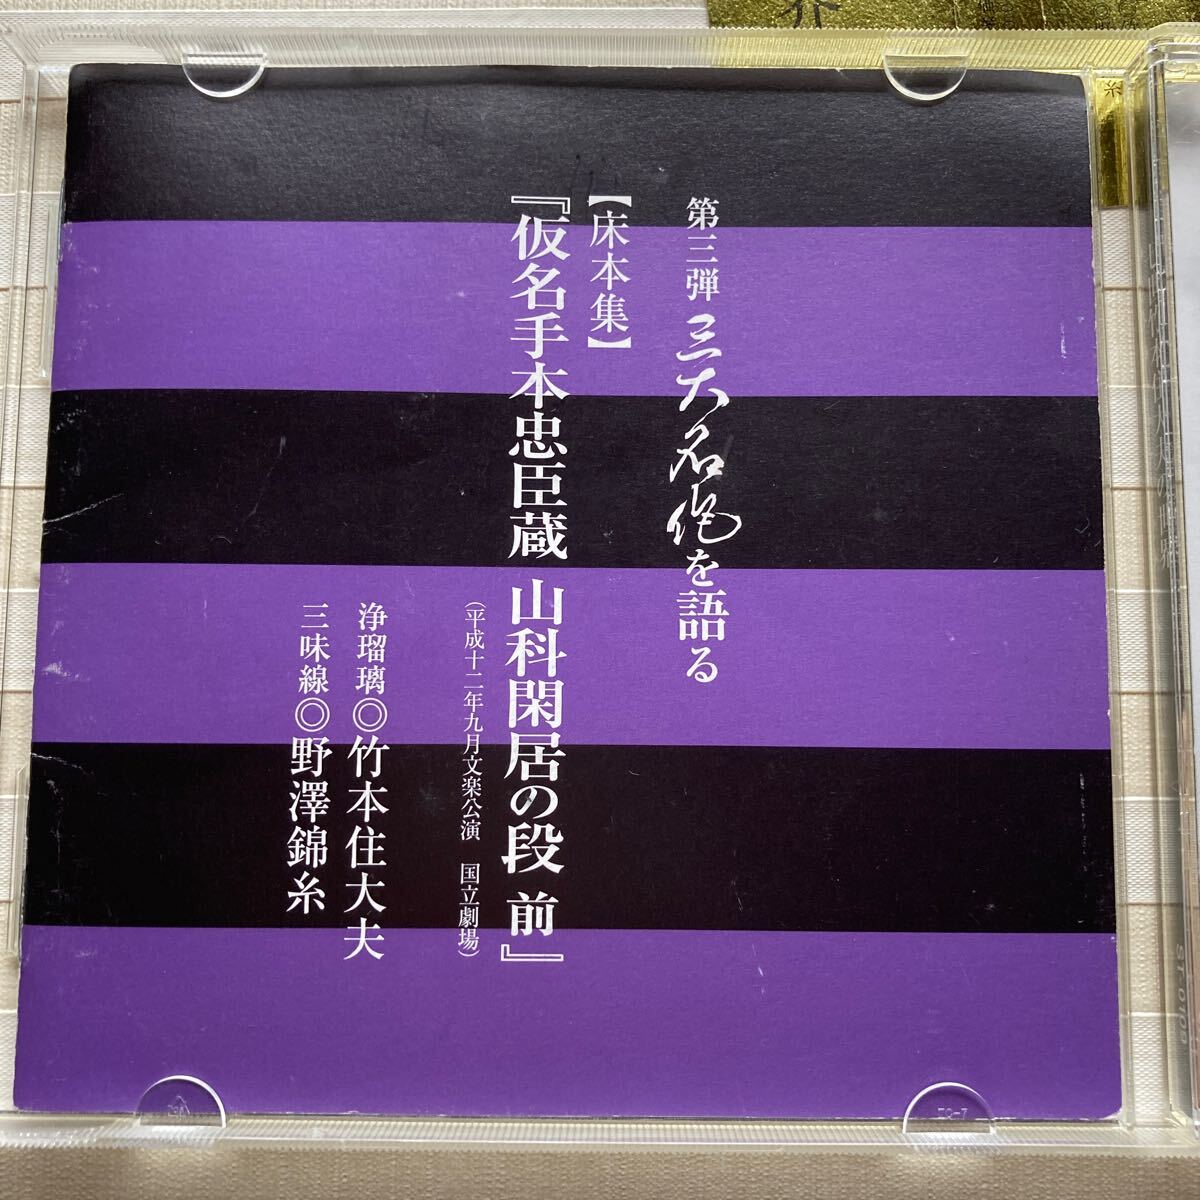 第三弾 三大名作を語る
【床本集】
『仮名手本忠臣蔵 山科閑居の段 前』
(平成十二年九月文楽公演 国立劇場)
浄瑠璃◎竹本住大夫
三味線◎野澤錦糸
介
糸